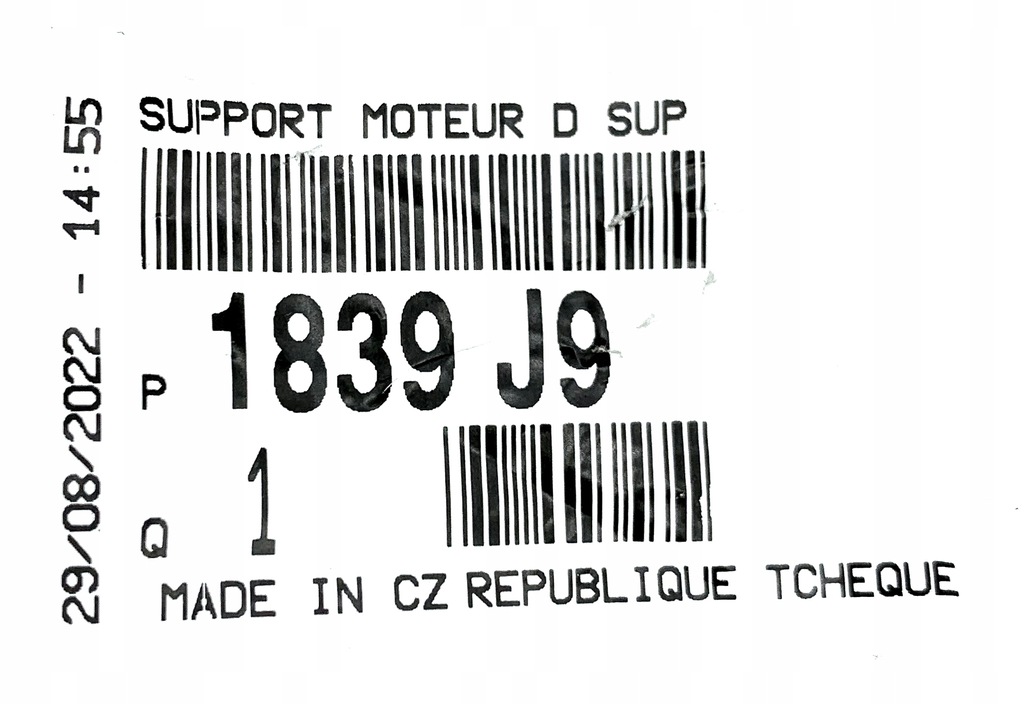 SUPPORT MOTEUR D SUP
P 1839 J9
Q 1
MADE IN CZ REPUBLIQUE TCHEQUE
29/08/2022 - 14:55